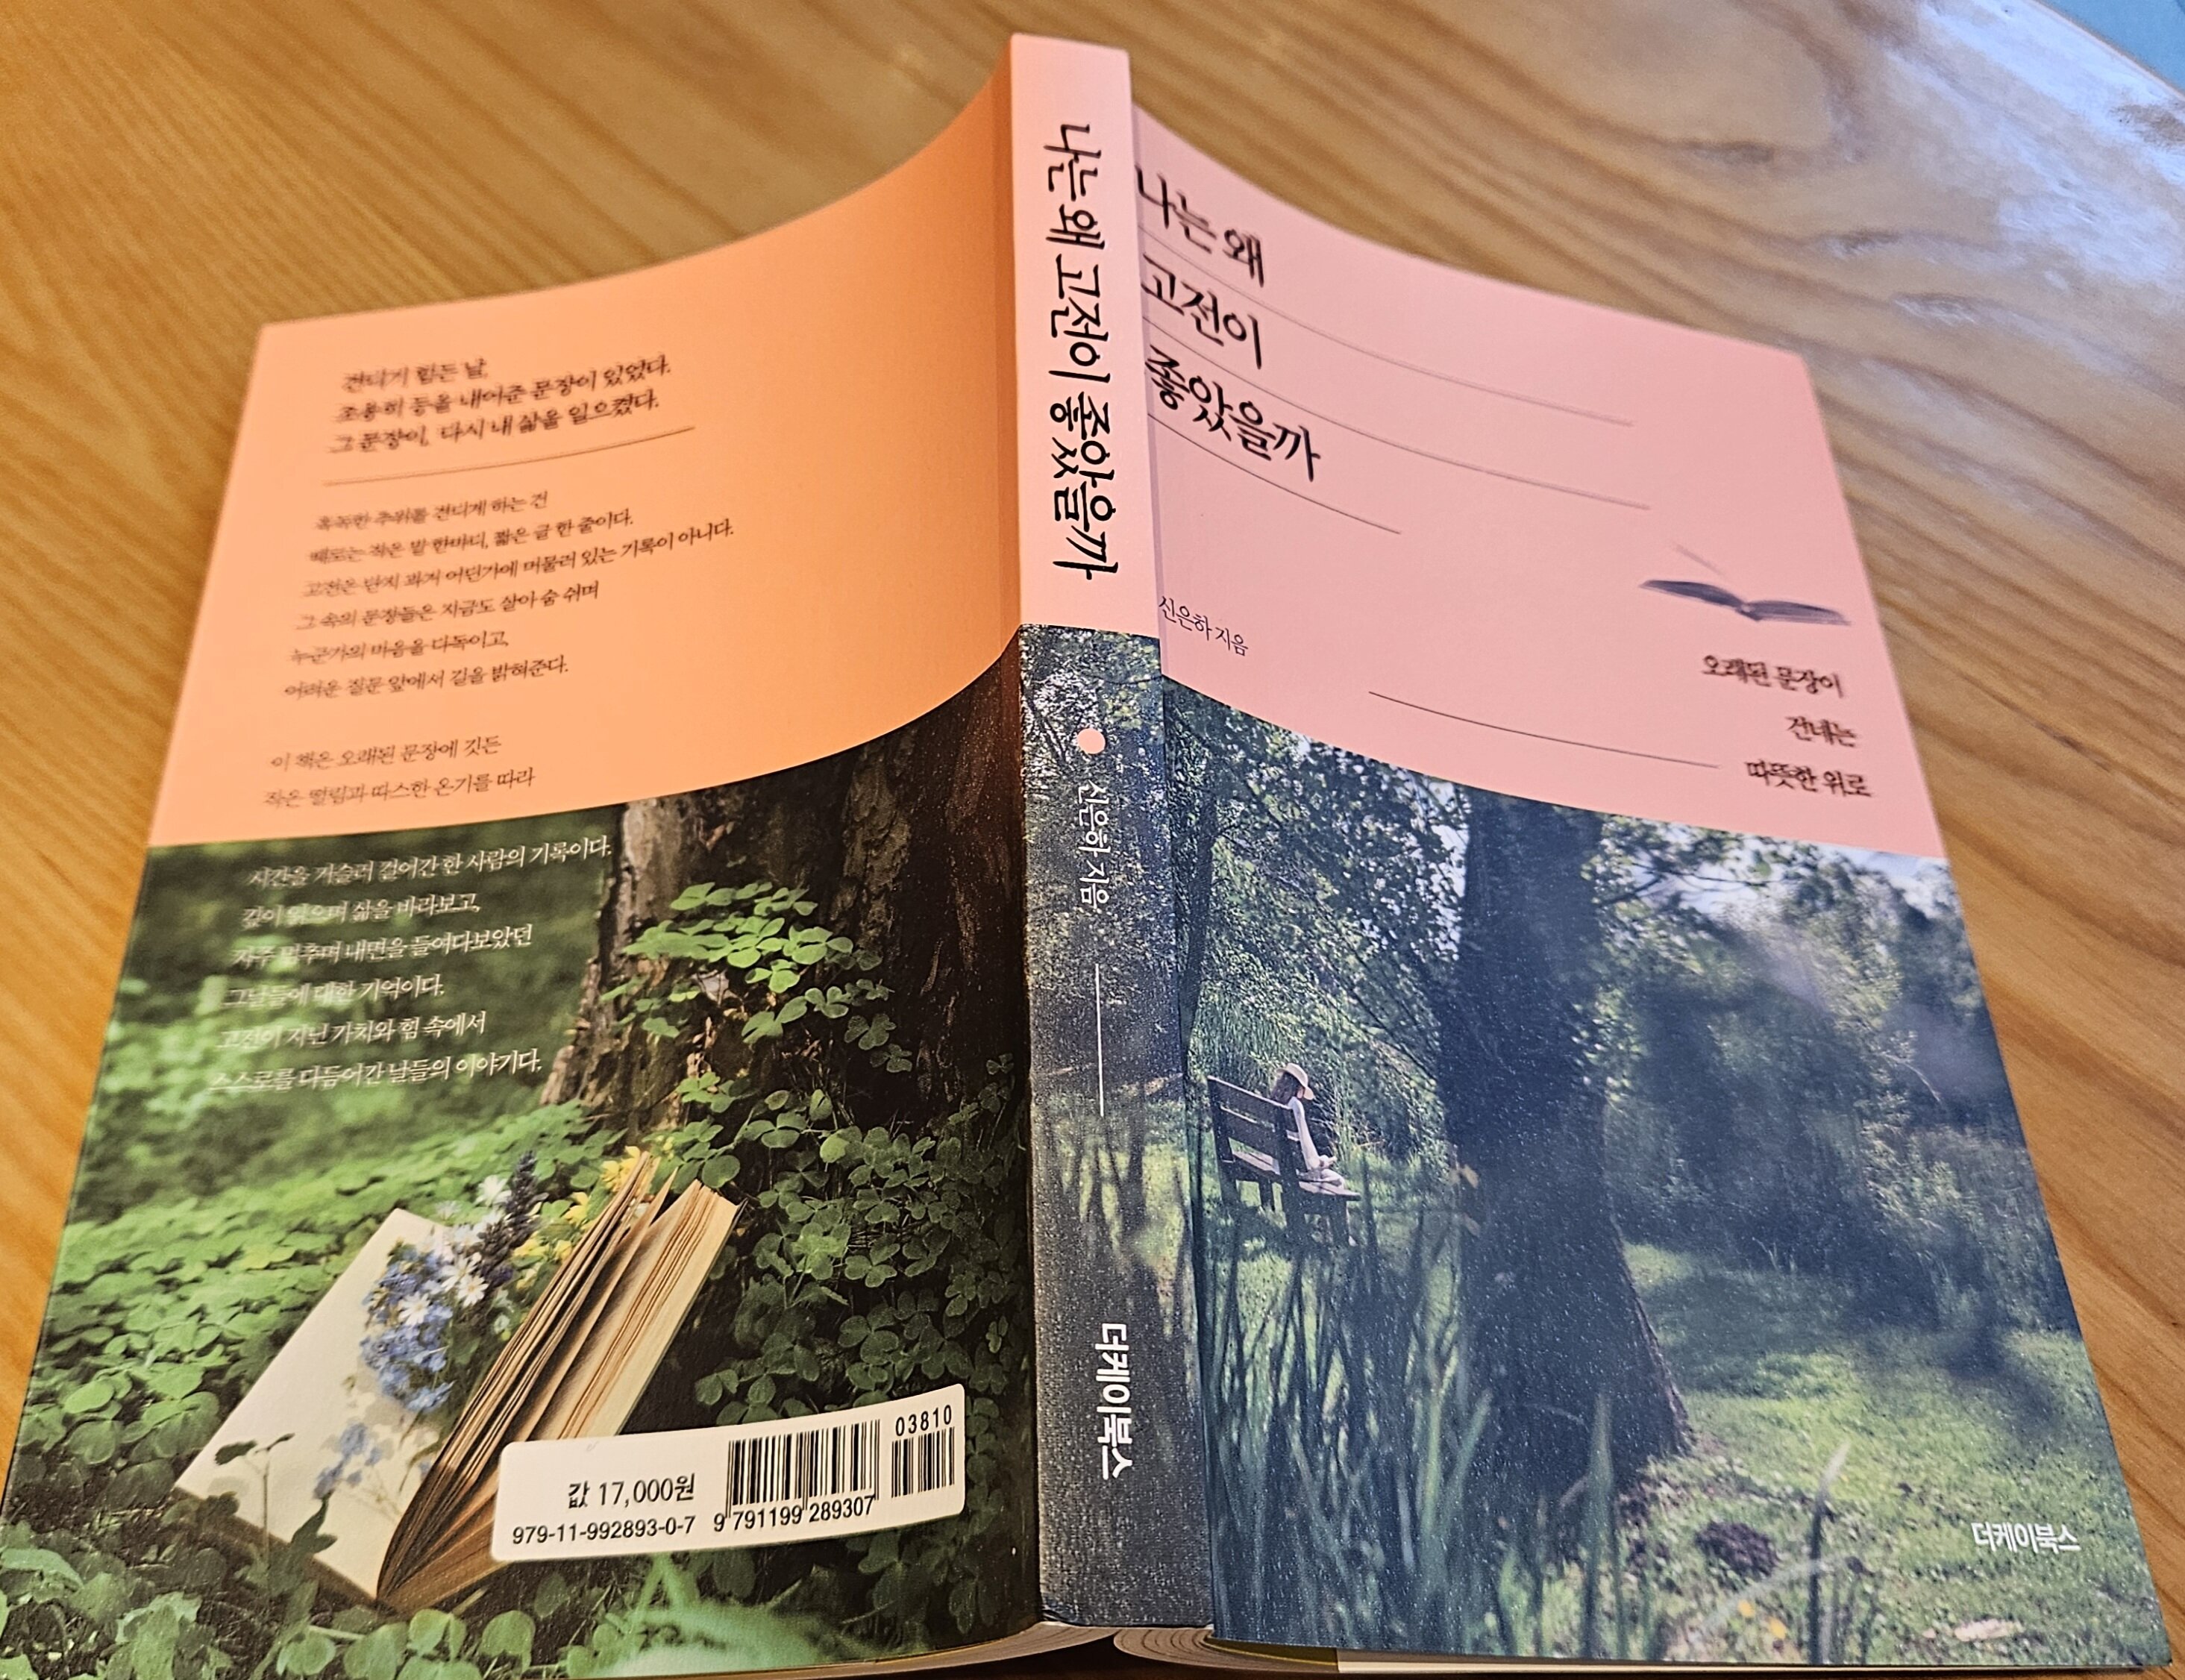 견디기 힘든 날,
조용히 등을 내어준 문장이 있었다.
그 문장이, 다시 내 삶을 일으켰다.
혹독한 추위를 견디게 하는 건
때로는 작은 말 한마디, 짧은 글 한 줄이다.
고전은 단지 과거 어딘가에 머물러 있는 기록이 아니다.
그 속의 문장들은 지금도 살아 숨 쉬며
누군가의 마음을 다독이고,
어려운 질문 앞에서 길을 밝혀준다.
이 책은 오래된 문장에 깃든
작은 떨림과 따스한 온기를 따라
시간을 거슬러 걸어간 한 사람의 기록이다.
깊이 읽으며 삶을 바라보고,
자주 멈추며 내면을 들여다보았던
그날들에 대한 기억이다.
고전이 지닌 가치와 힘 속에서
스스로를 다듬어간 날들의 이야기다.
03810
값 17,000원
979-11-992893-0-7
9 791199 289307
나는 왜 고전이 좋았을까
신은하 지음
더케이북스
나는 왜
고전이
좋았을까
신은하 지음
오래된 문장이
건네는
따뜻한 위로
더케이북스